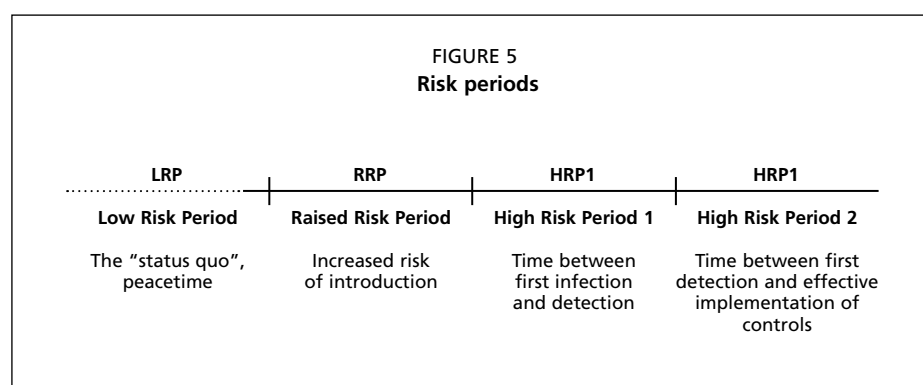 FIGURE 5
Risk periods
LRP RRP HRP1 HRP1
Low Risk Period Raised Risk Period High Risk Period 1 High Risk Period 2
The “status quo”, Increased risk Time between Time between first
peacetime of introduction first infection detection and effective
and detection implementation of
controls